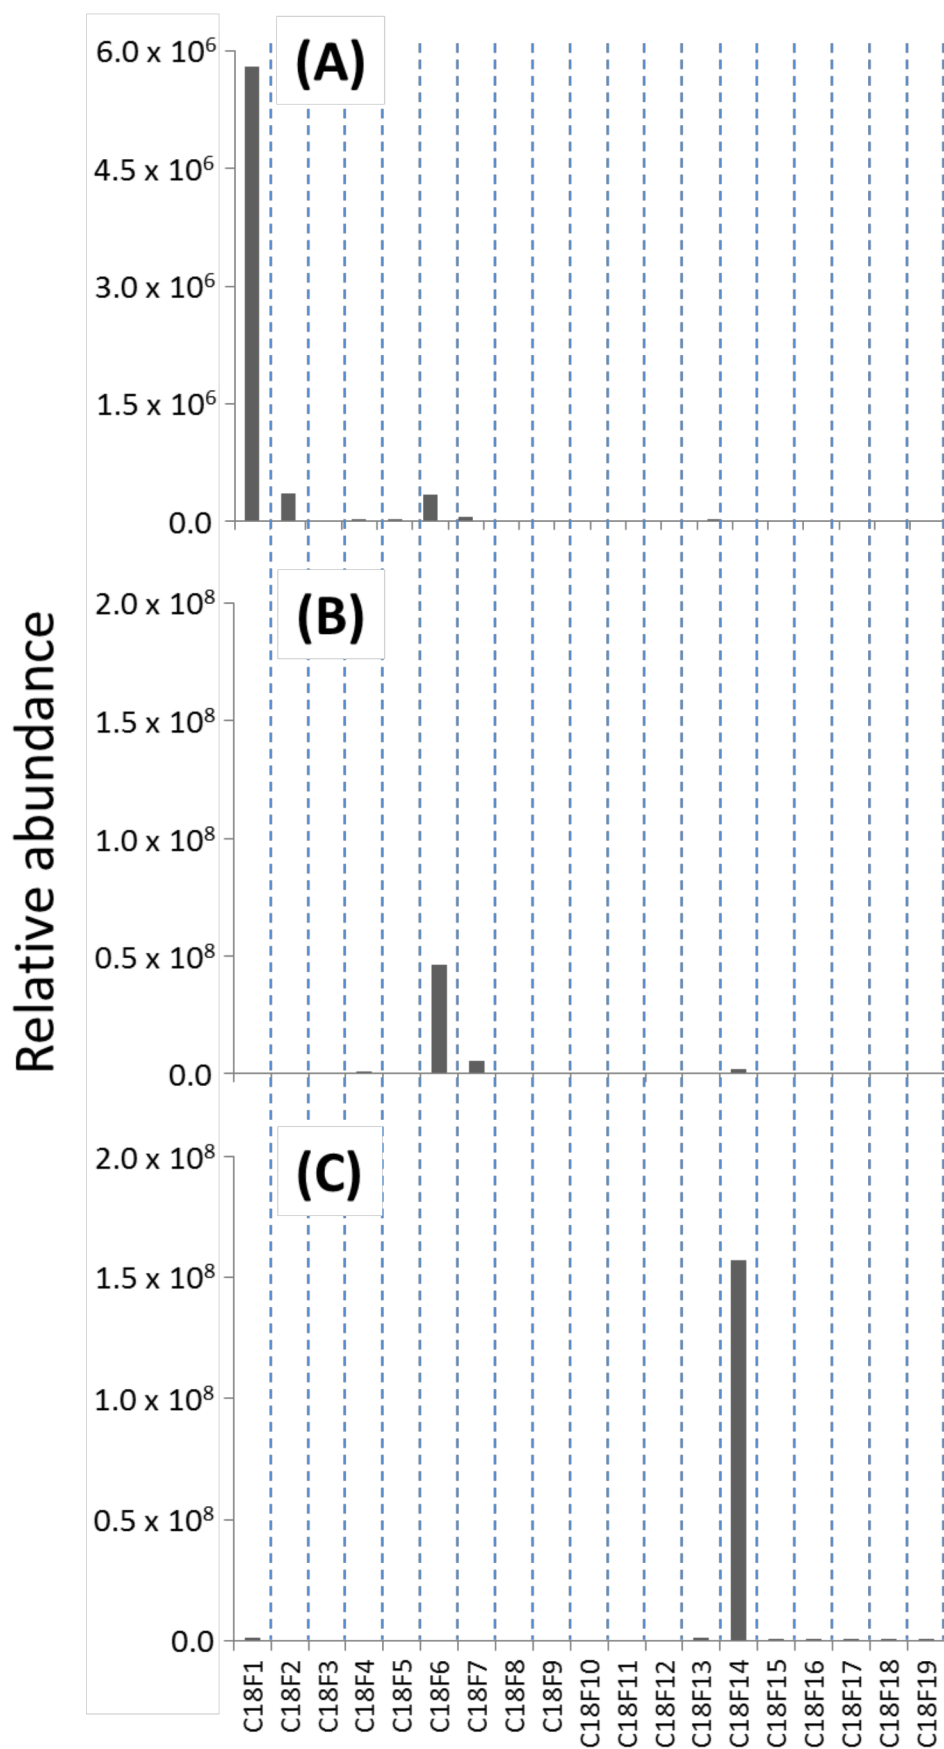 (A)
6.0 x 10⁶
4.5 x 10⁶
3.0 x 10⁶
1.5 x 10⁶
0.0
Relative abundance
(B)
2.0 x 10⁸
1.5 x 10⁸
1.0 x 10⁸
0.5 x 10⁸
0.0
(C)
2.0 x 10⁸
1.5 x 10⁸
1.0 x 10⁸
0.5 x 10⁸
0.0
C18F1
C18F2
C18F3
C18F4
C18F5
C18F6
C18F7
C18F8
C18F9
C18F10
C18F11
C18F12
C18F13
C18F14
C18F15
C18F16
C18F17
C18F18
C18F19